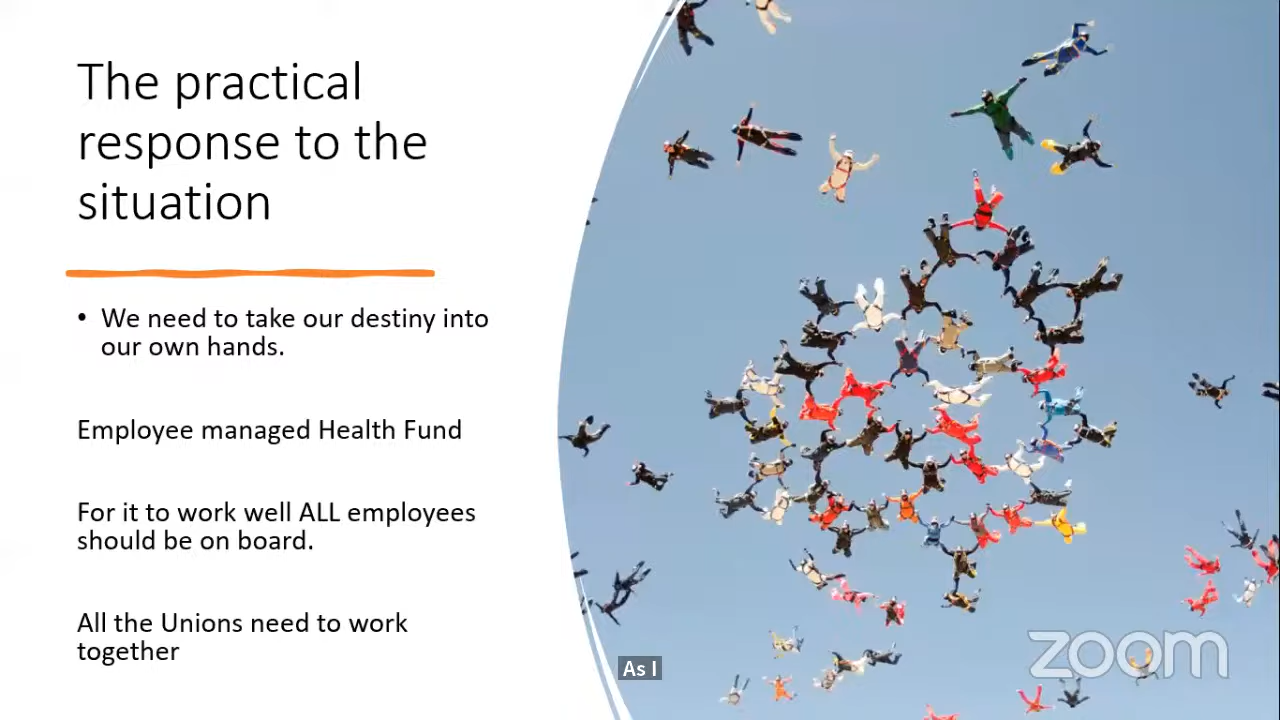 The practical
response to the
situation
• We need to take our destiny into
our own hands.
Employee managed Health Fund
For it to work well ALL employees
should be on board.
All the Unions need to work
together
As I
zoom